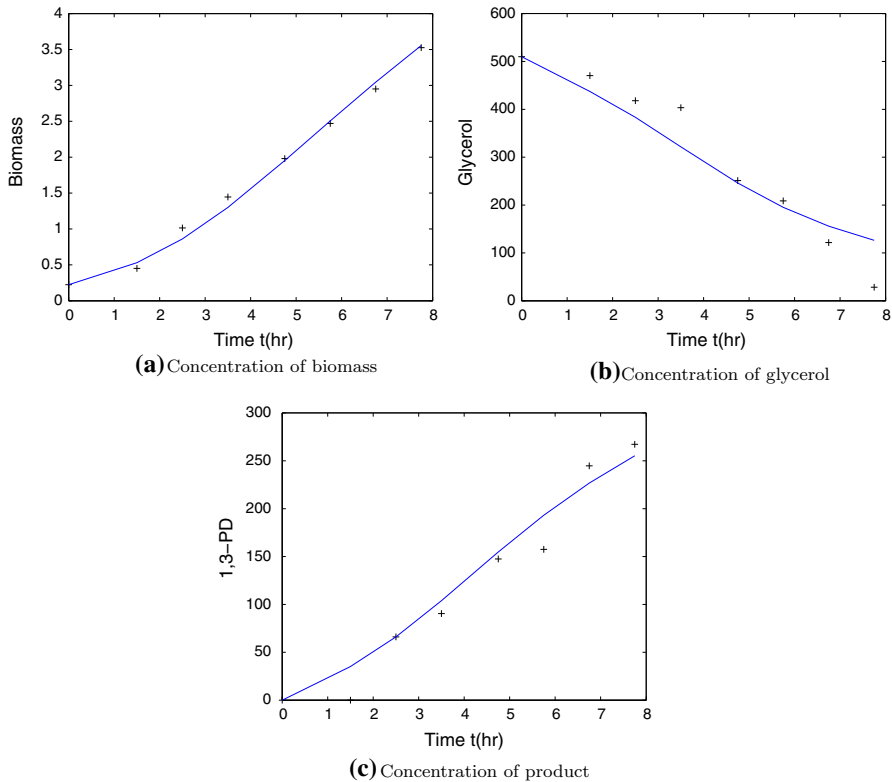 4
3.5
3
2.5
2
1.5
1
0.5
0
Biomass
0 1 2 3 4 5 6 7 8
Time t(hr)
(a) Concentration of biomass
600
500
400
300
200
100
0
Glycerol
0 1 2 3 4 5 6 7 8
Time t(hr)
(b) Concentration of glycerol
300
250
200
150
100
50
0
1,3−PD
0 1 2 3 4 5 6 7 8
Time t(hr)
(c) Concentration of product